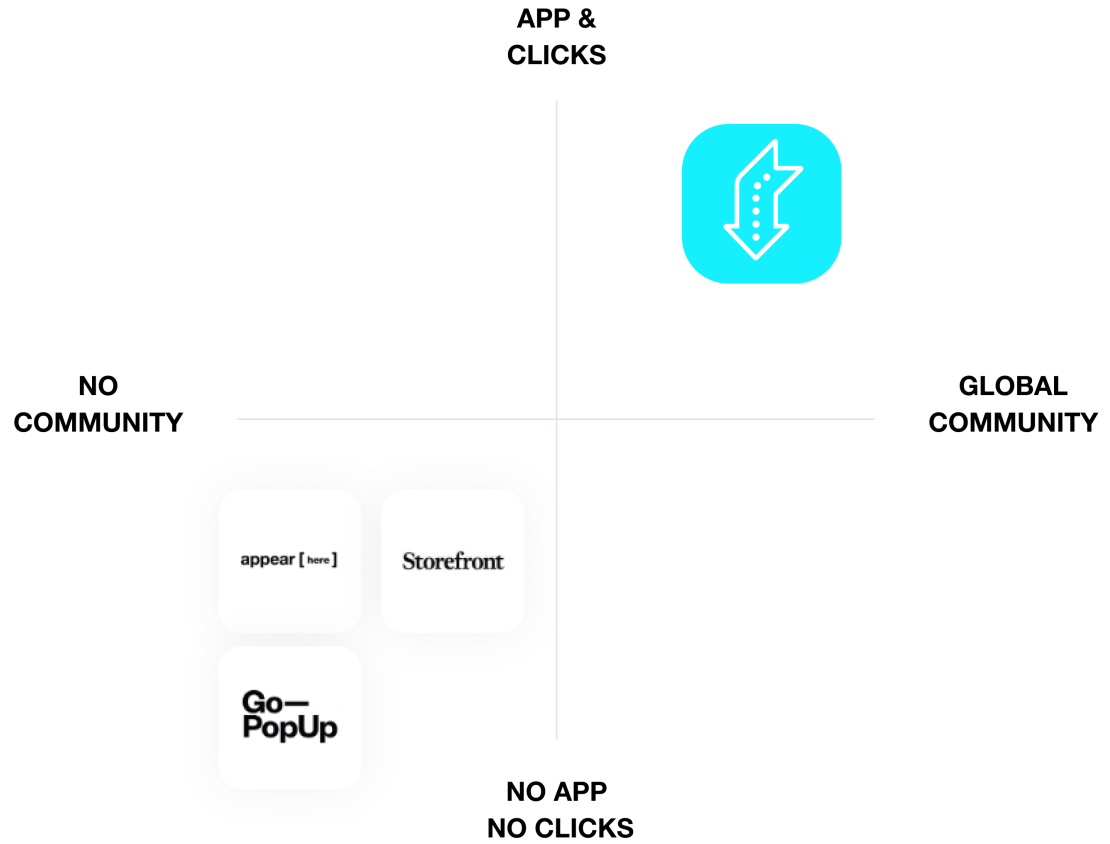 APP &
CLICKS
NO
COMMUNITY
GLOBAL
COMMUNITY
appear [ here ]
Storefront
Go—
PopUp
NO APP
NO CLICKS